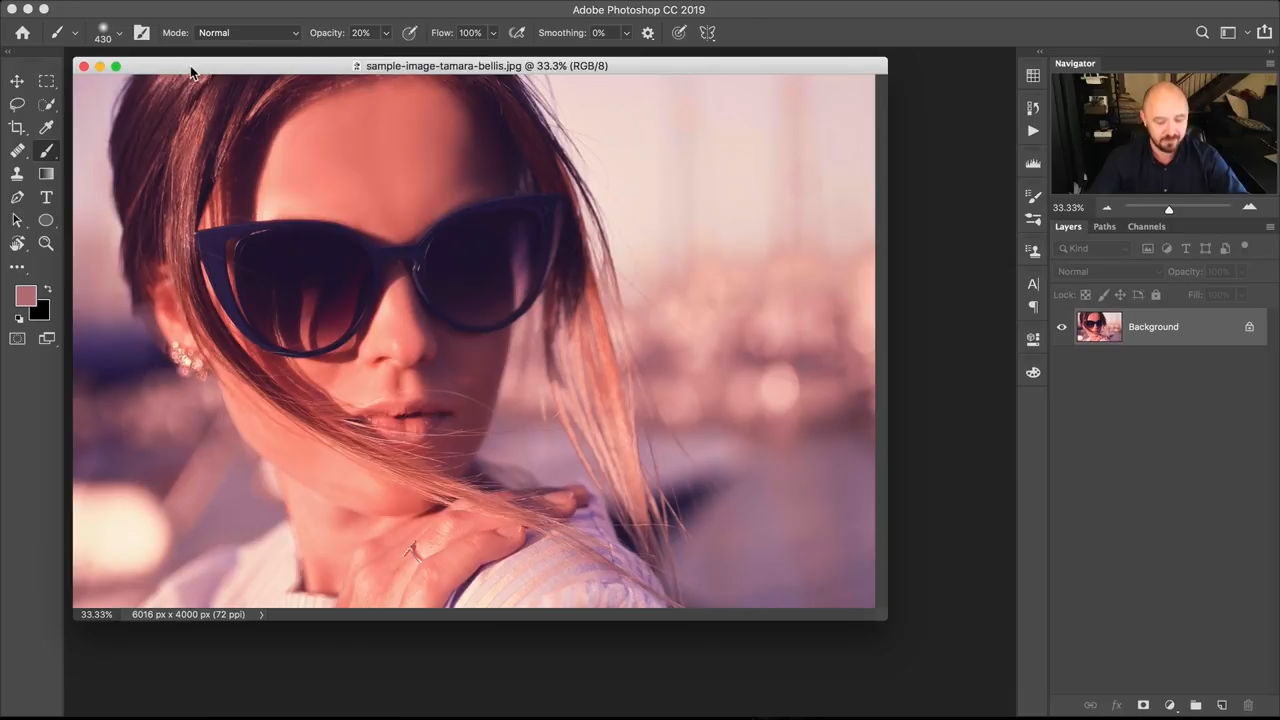 Adobe Photoshop CC 2019
430
Mode: Normal
Opacity: 20%
Flow: 100%
Smoothing: 0%
sample-image-tamara-bellis.jpg @ 33.3% (RGB/8)
Navigator
33.33%
Layers Paths Channels
Kind
Normal
Opacity: 100%
Lock:
Fill: 100%
Background
33.33%
6016 px x 4000 px (72 ppi)